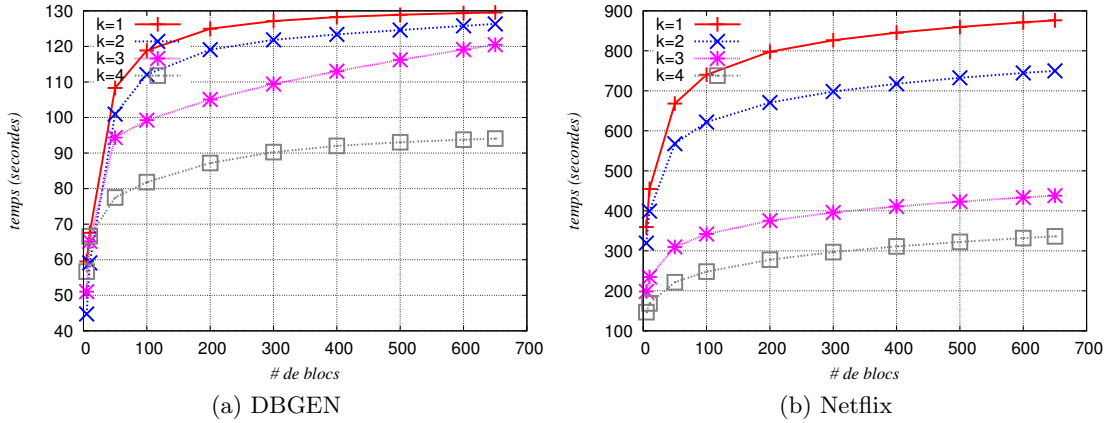 130
120
110
100
90
80
70
60
50
40
temps (secondes)
k=1
k=2
k=3
k=4
0 100 200 300 400 500 600 700
# de blocs
(a) DBGEN
900
800
700
600
500
400
300
200
100
temps (secondes)
k=1
k=2
k=3
k=4
0 100 200 300 400 500 600 700
# de blocs
(b) Netflix